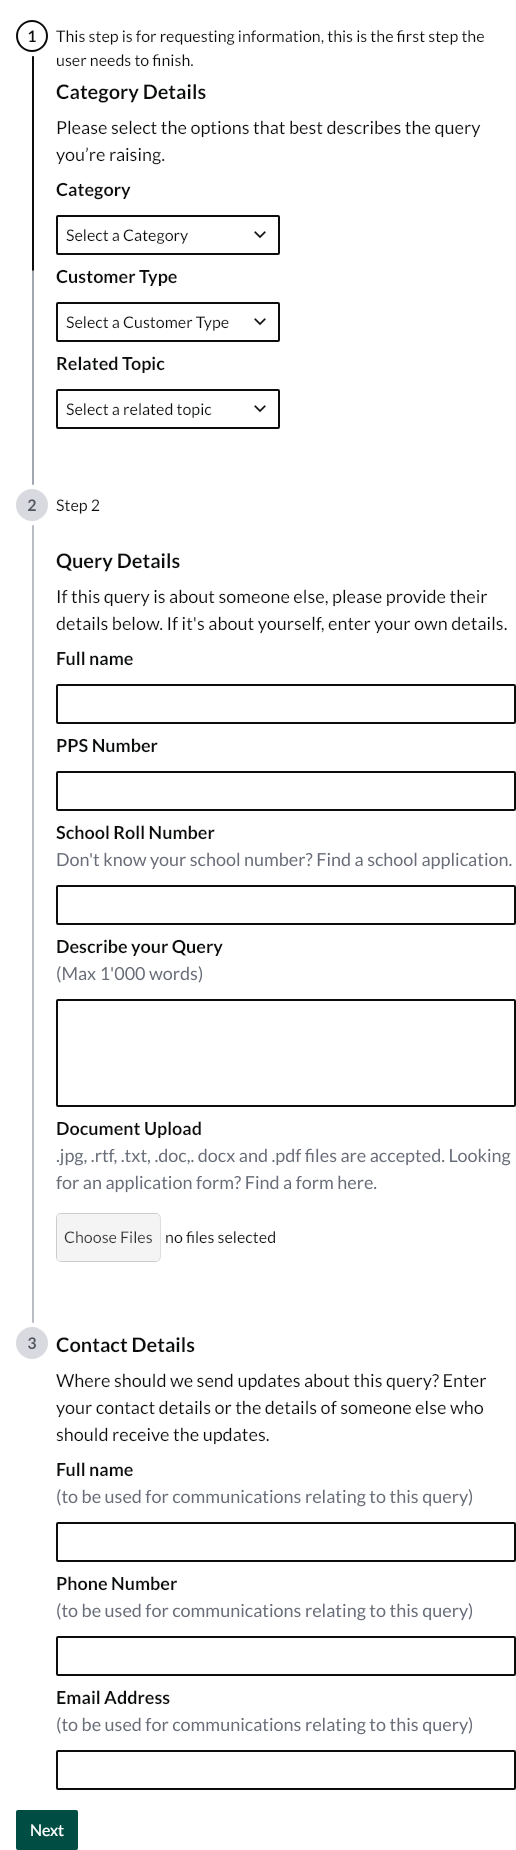 1
This step is for requesting information, this is the first step the
user needs to finish.
Category Details
Please select the options that best describes the query
you’re raising.
Category
Select a Category
Customer Type
Select a Customer Type
Related Topic
Select a related topic
2
Step 2
Query Details
If this query is about someone else, please provide their
details below. If it's about yourself, enter your own details.
Full name
PPS Number
School Roll Number
Don't know your school number? Find a school application.
Describe your Query
(Max 1'000 words)
Document Upload
.jpg, .rtf, .txt, .doc,. docx and .pdf files are accepted. Looking
for an application form? Find a form here.
Choose Files no files selected
3
Contact Details
Where should we send updates about this query? Enter
your contact details or the details of someone else who
should receive the updates.
Full name
(to be used for communications relating to this query)
Phone Number
(to be used for communications relating to this query)
Email Address
(to be used for communications relating to this query)
Next